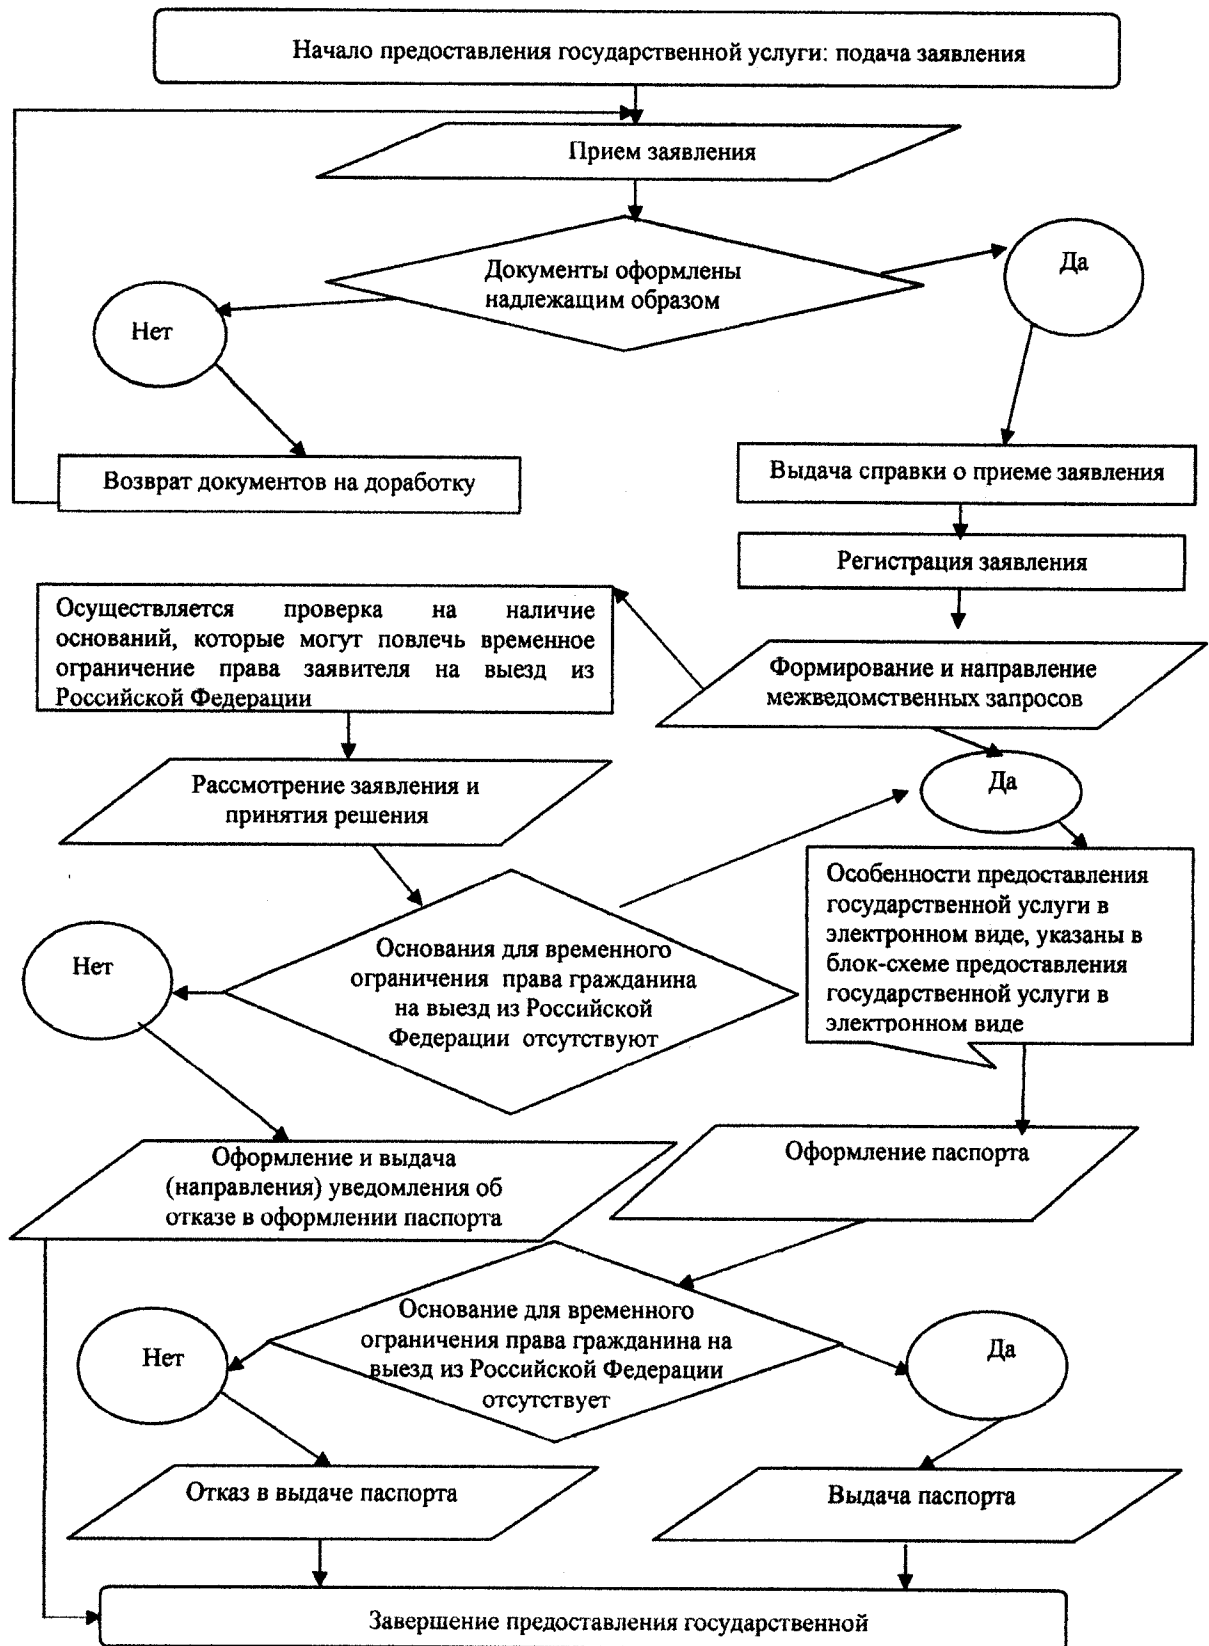 Начало предоставления государственной услуги: подача заявления
Прием заявления
Документы оформлены
надлежащим образом
Да
Нет
Возврат документов на доработку
Выдача справки о приеме заявления
Регистрация заявления
Осуществляется проверка на наличие
оснований, которые могут повлечь временное
ограничение права заявителя на выезд из
Российской Федерации
Формирование и направление
межведомственных запросов
Рассмотрение заявления и
принятия решения
Да
Особенности предоставления
государственной услуги в
электронном виде, указаны в
блок-схеме предоставления
государственной услуги в
электронном виде
Нет
Основания для временного
ограничения права гражданина
на выезд из Российской
Федерации отсутствуют
Оформление и выдача
(направления) уведомления об
отказе в оформлении паспорта
Оформление паспорта
Основание для временного
ограничения права гражданина на
выезд из Российской Федерации
отсутствует
Нет
Да
Отказ в выдаче паспорта
Выдача паспорта
Завершение предоставления государственной